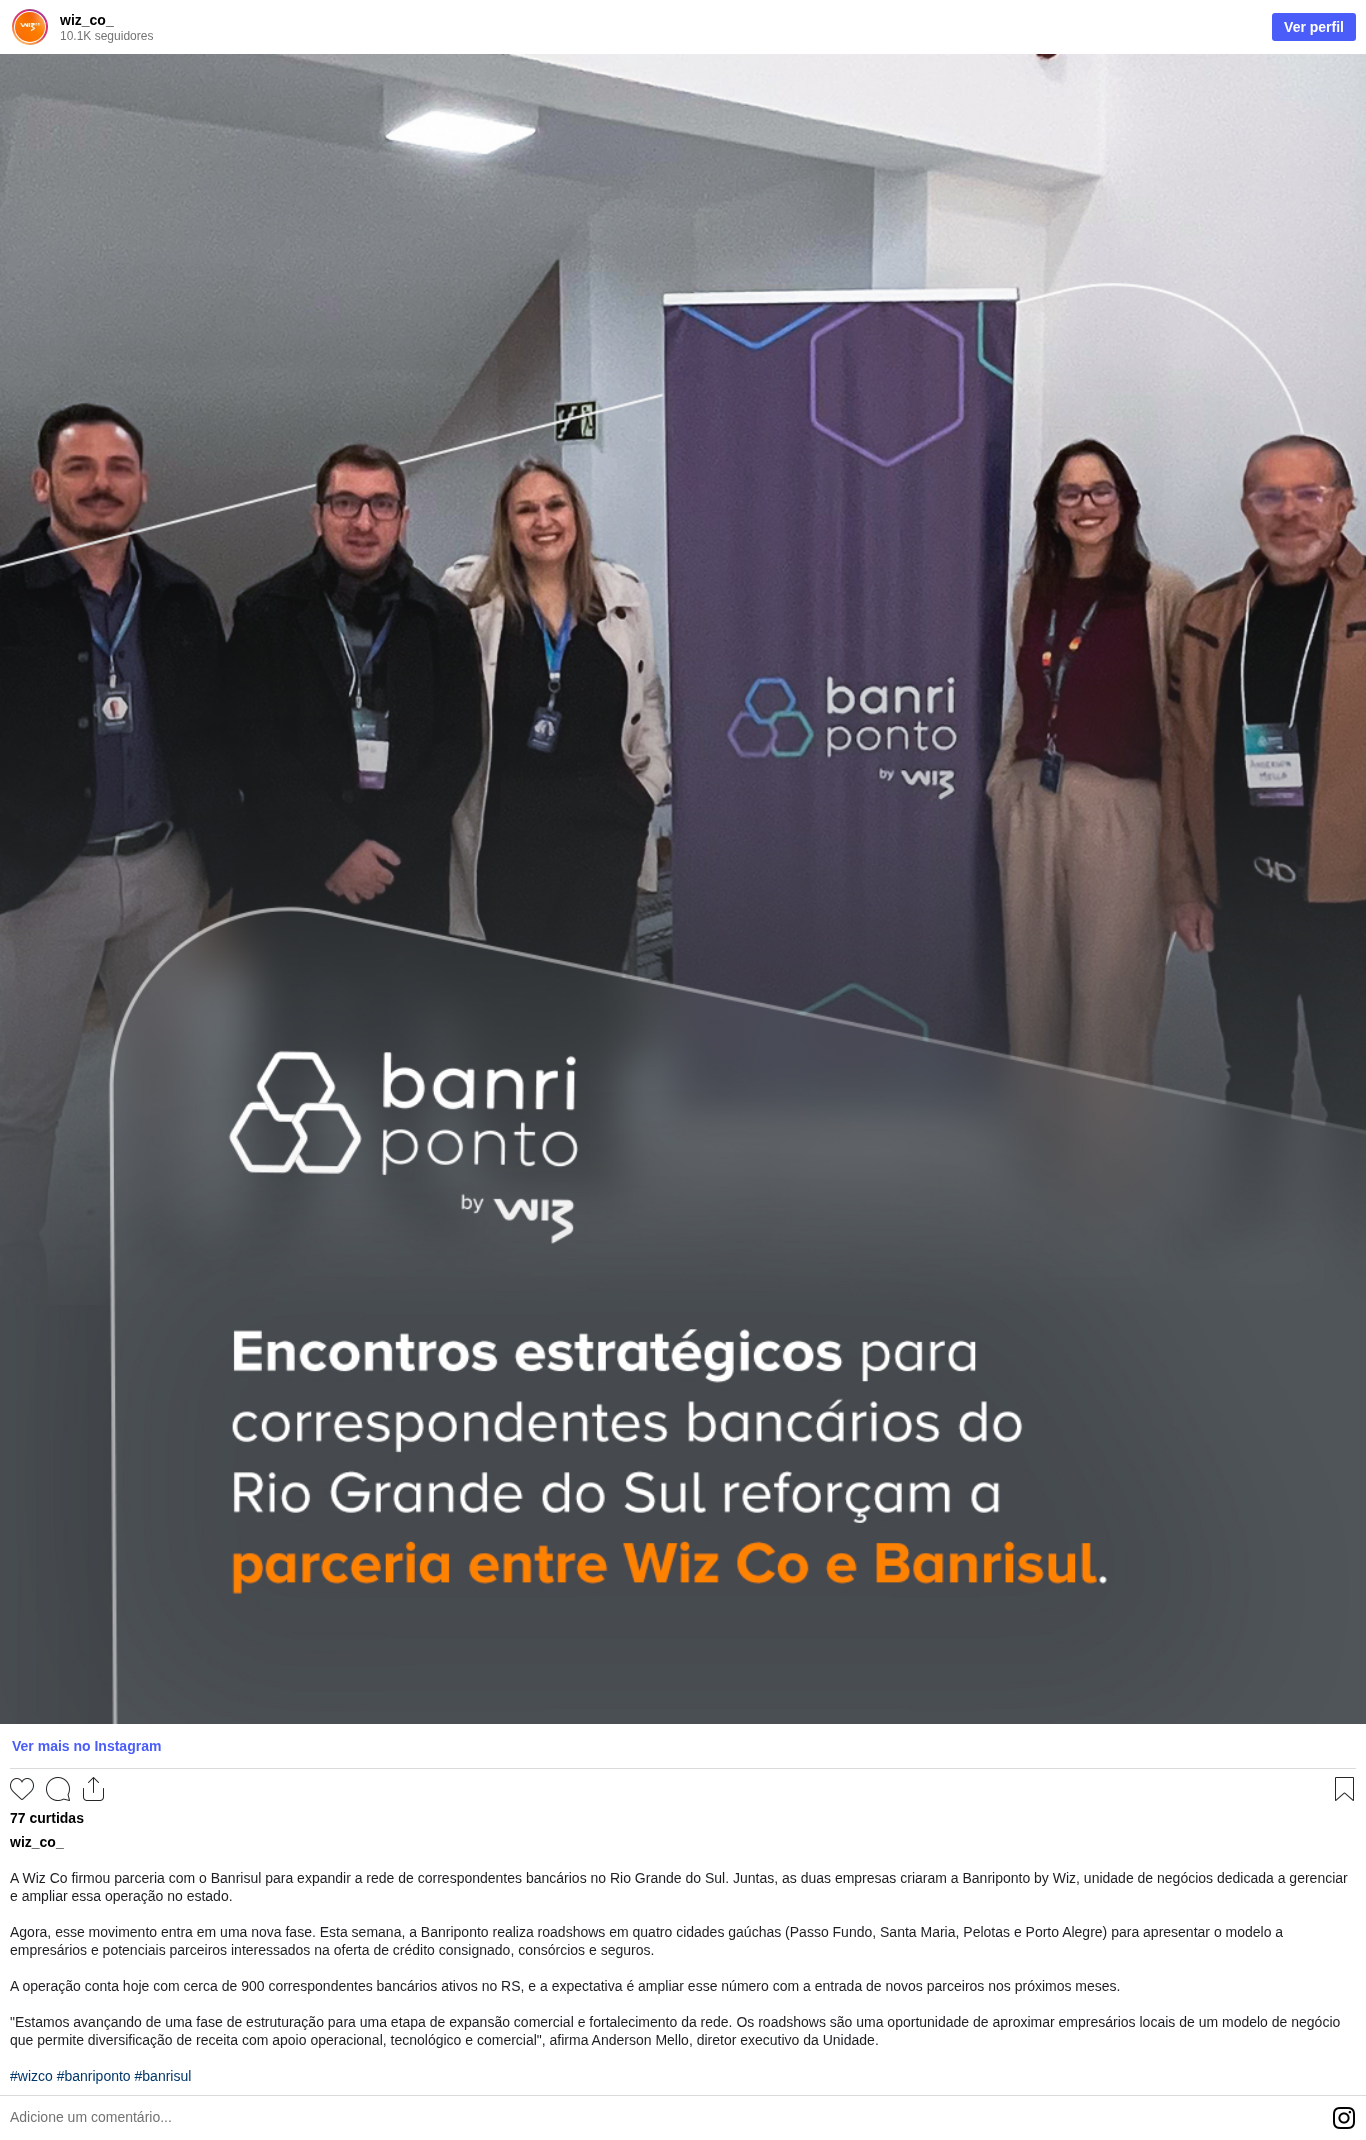 wiz_co_
10.1K seguidores
Ver perfil
banri
ponto
by wiz
ANDERSON
MELLO
banri
ponto
by wiz
Encontros estratégicos para
correspondentes bancários do
Rio Grande do Sul reforçam a
parceria entre Wiz Co e Banrisul.
Ver mais no Instagram
77 curtidas
wiz_co_
A Wiz Co firmou parceria com o Banrisul para expandir a rede de correspondentes bancários no Rio Grande do Sul. Juntas, as duas empresas criaram a Banriponto by Wiz, unidade de negócios dedicada a gerenciar
e ampliar essa operação no estado.
Agora, esse movimento entra em uma nova fase. Esta semana, a Banriponto realiza roadshows em quatro cidades gaúchas (Passo Fundo, Santa Maria, Pelotas e Porto Alegre) para apresentar o modelo a
empresários e potenciais parceiros interessados na oferta de crédito consignado, consórcios e seguros.
A operação conta hoje com cerca de 900 correspondentes bancários ativos no RS, e a expectativa é ampliar esse número com a entrada de novos parceiros nos próximos meses.
"Estamos avançando de uma fase de estruturação para uma etapa de expansão comercial e fortalecimento da rede. Os roadshows são uma oportunidade de aproximar empresários locais de um modelo de negócio
que permite diversificação de receita com apoio operacional, tecnológico e comercial", afirma Anderson Mello, diretor executivo da Unidade.
#wizco #banriponto #banrisul
Adicione um comentário...